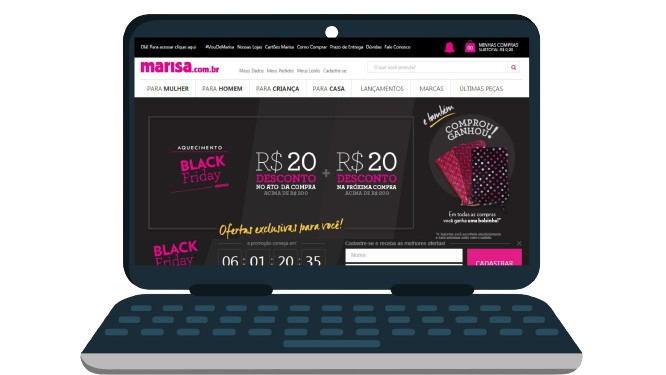 Olá! Para acessar clique aqui #VouDeMarisa Nossas Lojas Cartões Marisa Como Comprar Prazo de Entrega Dúvidas Fale Conosco
00 MINHAS COMPRAS
SUBTOTAL: R$ 0,00
marisa.com.br
Meus Dados Meus Pedidos Meus Looks Cadastre-se
O que você procura?
PARA MULHER PARA HOMEM PARA CRIANÇA PARA CASA LANÇAMENTOS MARCAS ÚLTIMAS PEÇAS
AQUECIMENTO
BLACK
Friday
R$ 20
DESCONTO
NO ATO DA COMPRA
ACIMA DE R$ 200
+
R$ 20
DESCONTO
NA PRÓXIMA COMPRA
ACIMA DE R$ 200
e também
COMPROU
GANHOU!
Em todas as compras
você ganha uma bolsinha!*
Ofertas exclusivas para você!
BLACK
Friday
a promoção começa em:
06 : 01 : 20 : 35
Cadastre-se e receba as melhores ofertas!
Nome:
CADASTRAR